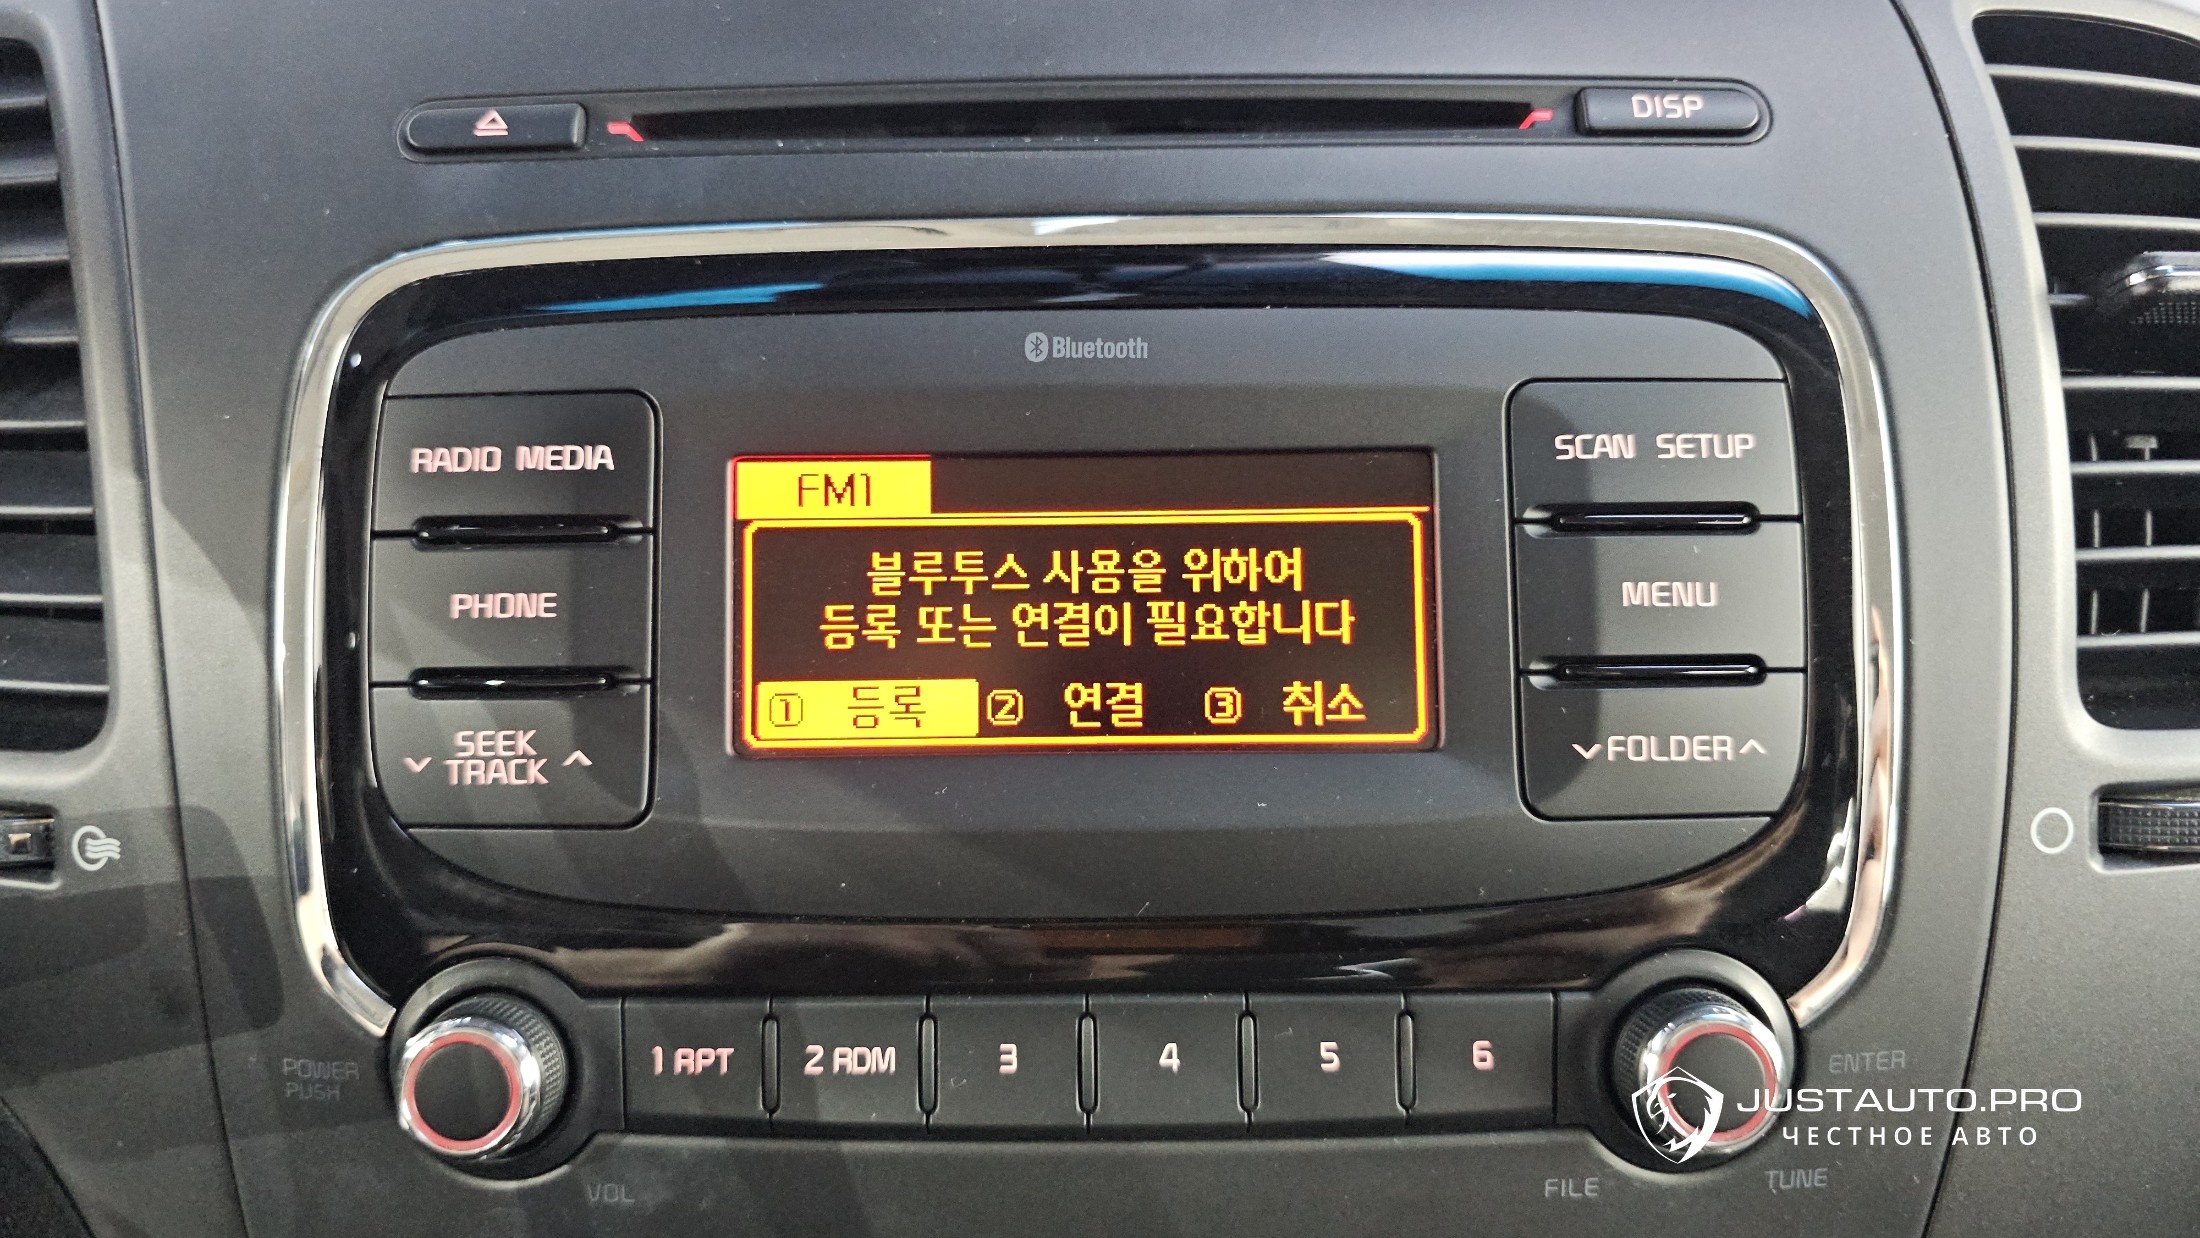 DISP
Bluetooth
RADIO MEDIA
SCAN SETUP
FM1
블루투스 사용을 위하여
등록 또는 연결이 필요합니다
① 등록 ② 연결 ③ 취소
PHONE
MENU
SEEK
TRACK
FOLDER
POWER
PUSH
1 RPT
2 RDM
3
4
5
6
ENTER
VOL
FILE
TUNE
JUSTAUTO.PRO
ЧЕСТНОЕ АВТО